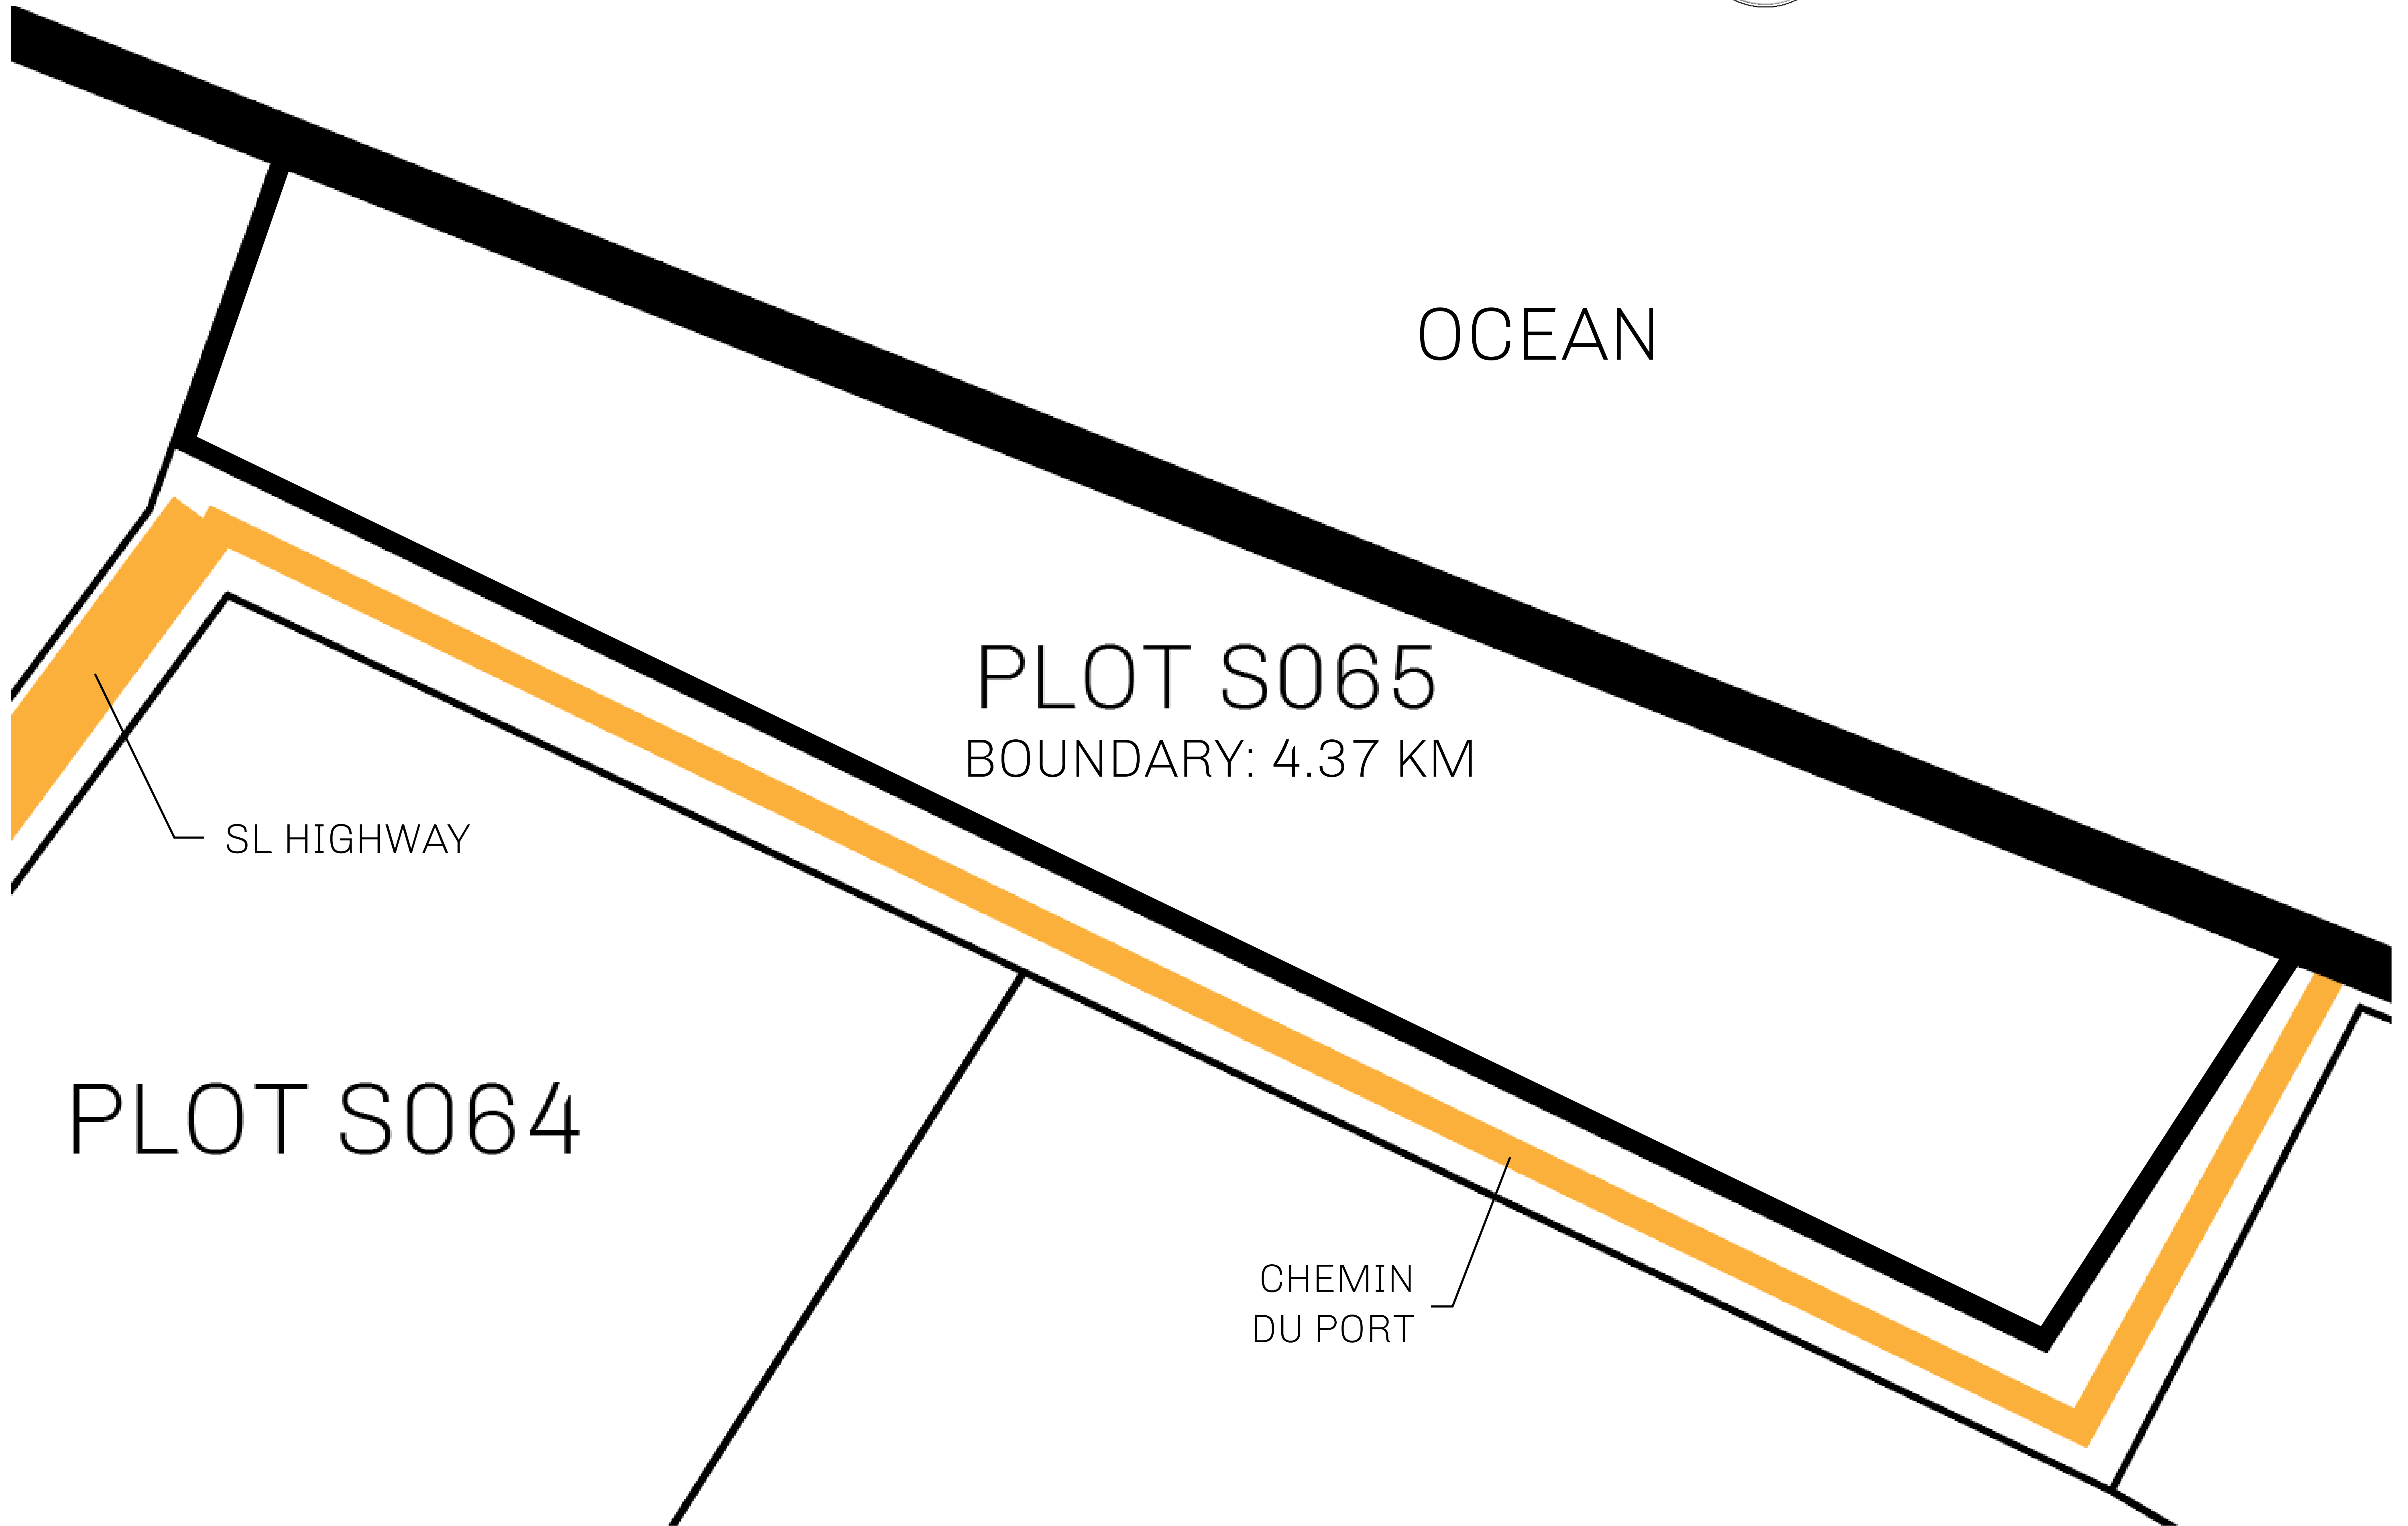 OCEAN
PLOT S065
BOUNDARY: 4.37 KM
SL HIGHWAY
PLOT S064
CHEMIN
DU PORT